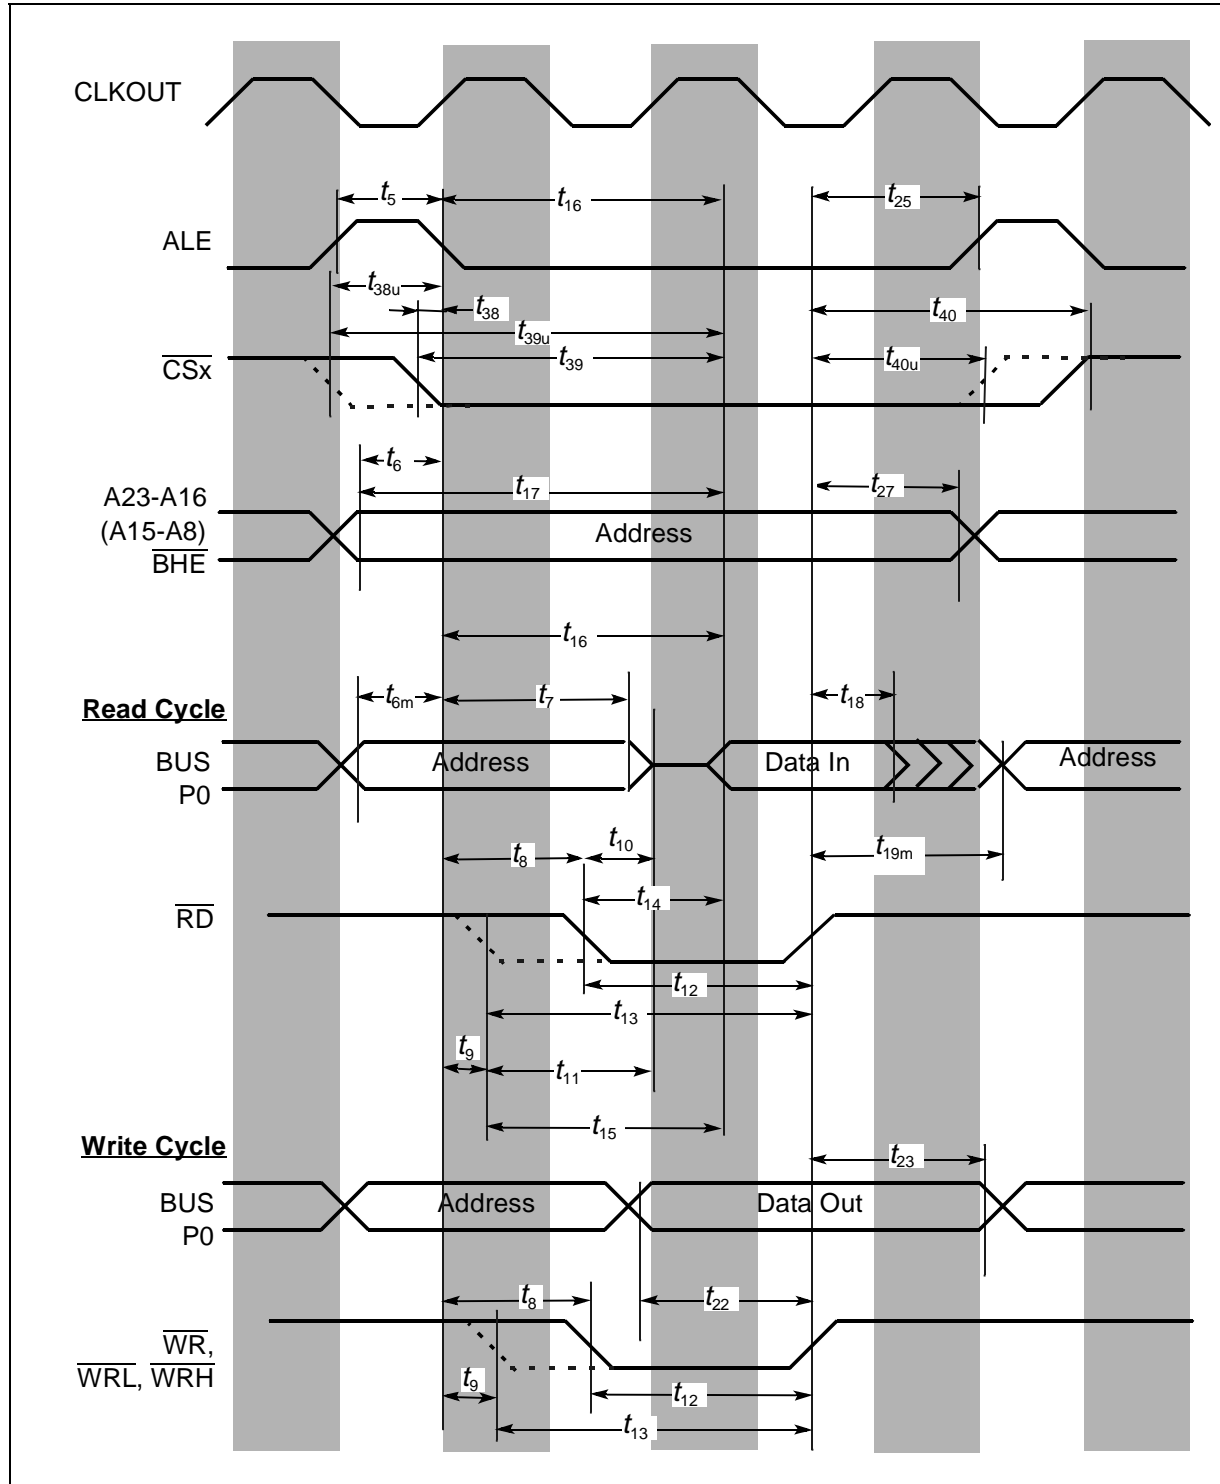 CLKOUT
t5 t16 t25
ALE
t38u
t38
t40
t39u
CSx
t39
t40u
t6
t17
t27
A23-A16
(A15-A8)
BHE
Address
t16
t6m t7 t18
Read Cycle
BUS
P0
Address Data In Address
t8 t10 t19m
t14
RD
t12
t13
t9 t11
t15
Write Cycle
t23
BUS
P0
Address Data Out
t8 t22
WR,
WRL, WRH
t9 t12
t13